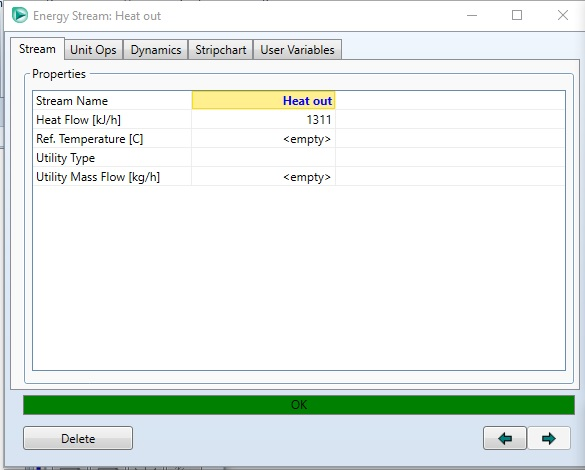 Energy Stream: Heat out
Stream Unit Ops Dynamics Stripchart User Variables
Properties
Stream Name Heat out
Heat Flow [kJ/h] 1311
Ref. Temperature [C] <empty>
Utility Type
Utility Mass Flow [kg/h] <empty>
OK
Delete